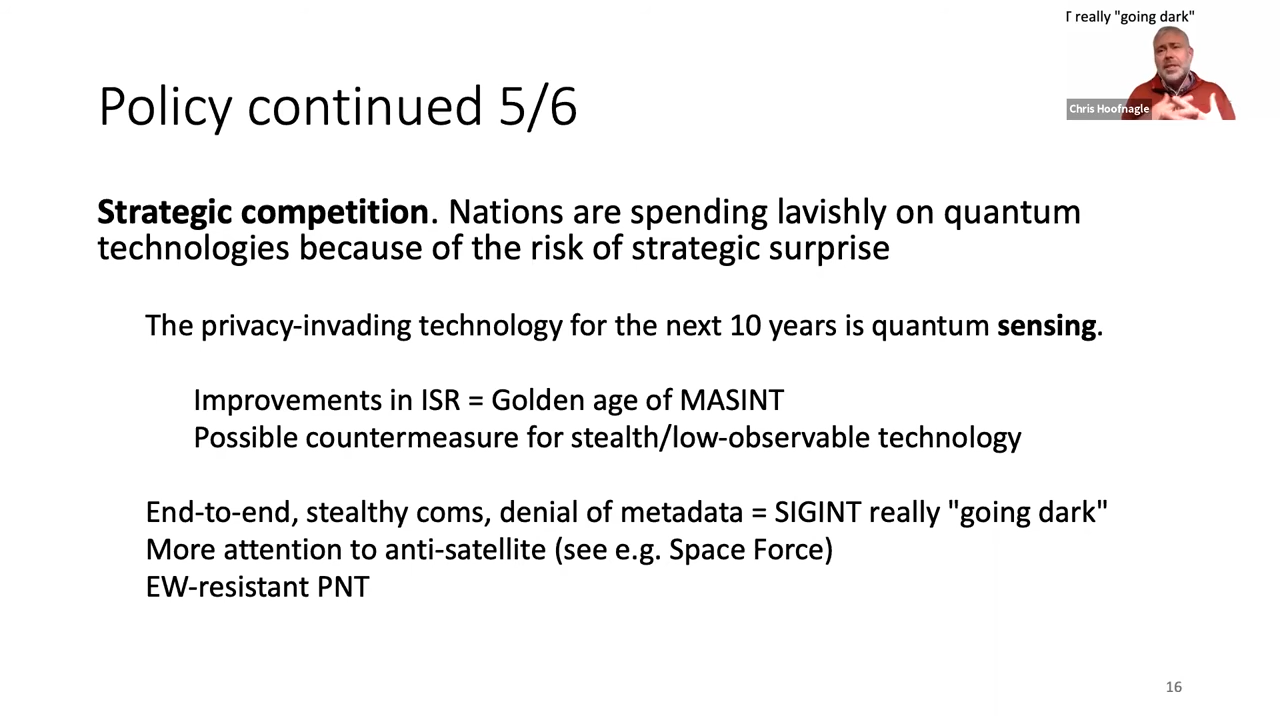 T really "going dark"
Chris Hoofnagle
Policy continued 5/6
Strategic competition. Nations are spending lavishly on quantum
technologies because of the risk of strategic surprise
The privacy-invading technology for the next 10 years is quantum sensing.
Improvements in ISR = Golden age of MASINT
Possible countermeasure for stealth/low-observable technology
End-to-end, stealthy coms, denial of metadata = SIGINT really "going dark"
More attention to anti-satellite (see e.g. Space Force)
EW-resistant PNT
16